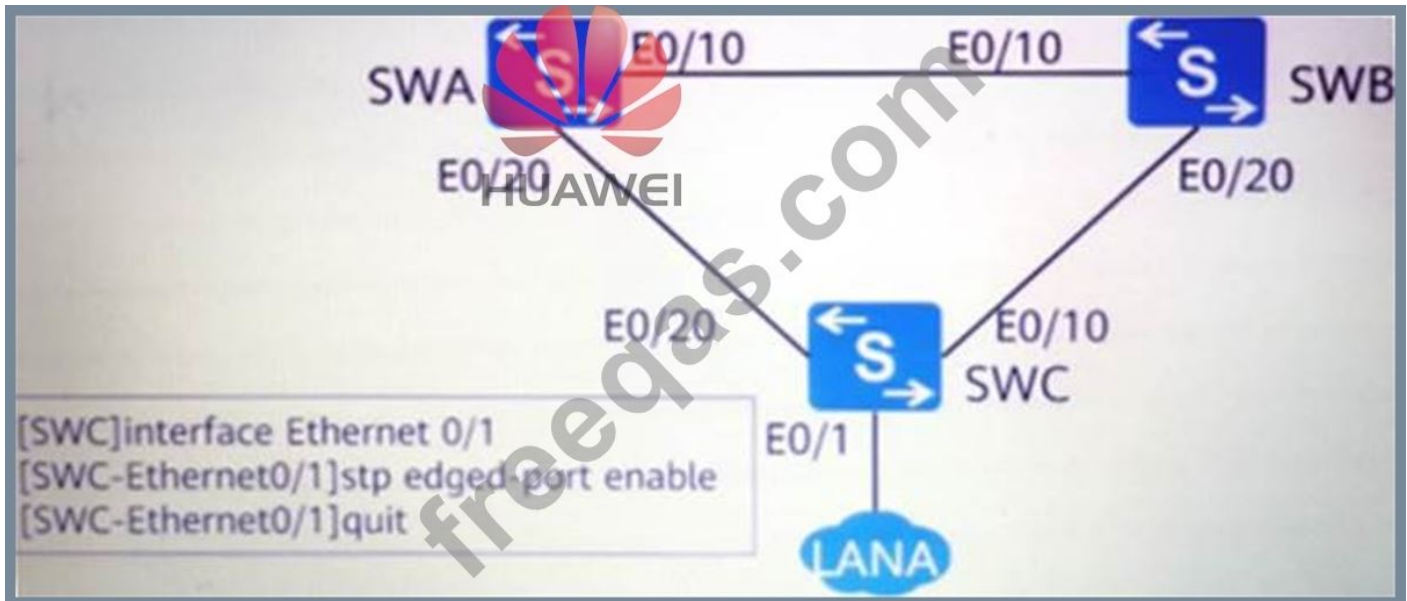 SWA
E0/10
E0/10
SWB
E0/20
HUAWEI
E0/20
E0/20
E0/10
SWC
[SWC]interface Ethernet 0/1
[SWC-Ethernet0/1]stp edged-port enable
[SWC-Ethernet0/1]quit
E0/1
LANA
freeqas.com
S
S
S